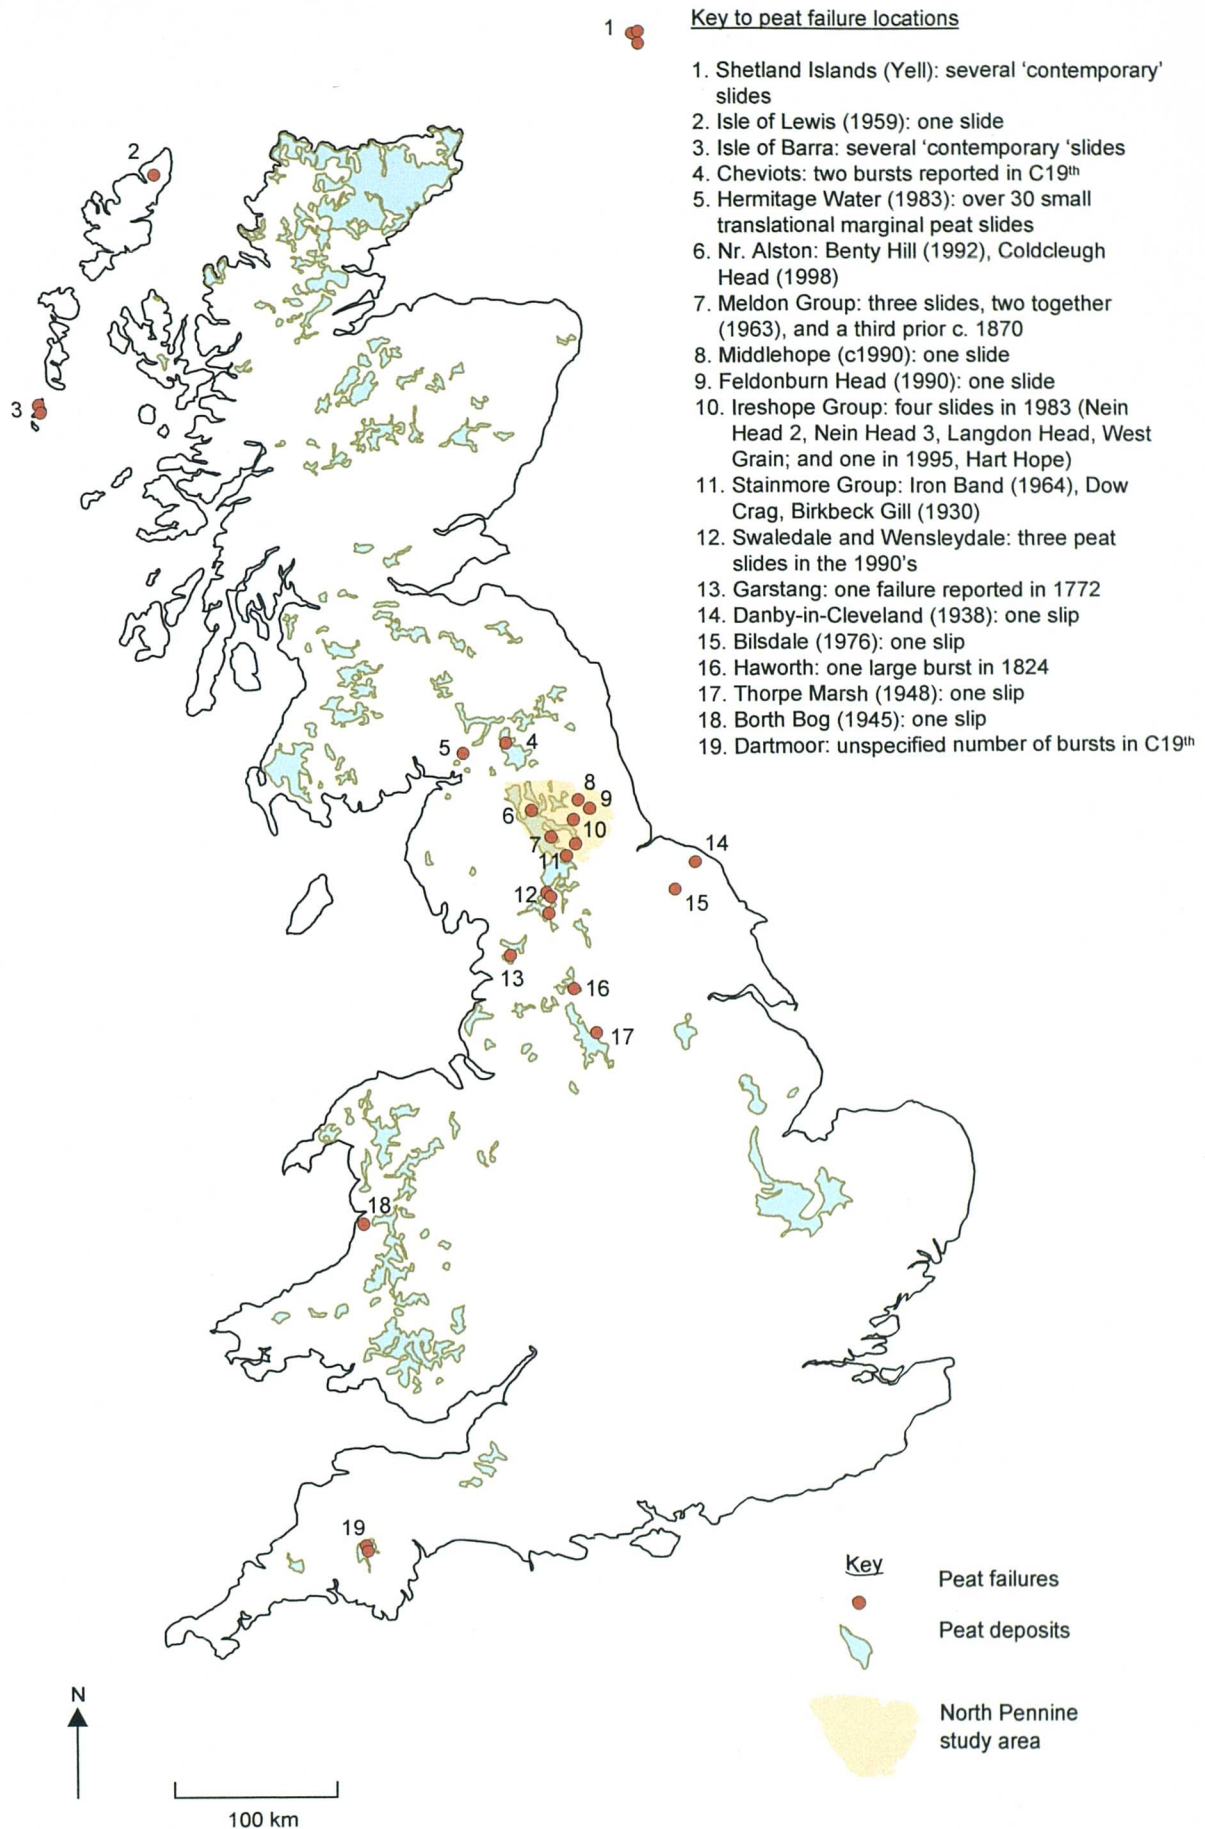 Key to peat failure locations
1. Shetland Islands (Yell): several ‘contemporary’
slides
2. Isle of Lewis (1959): one slide
3. Isle of Barra: several ‘contemporary ‘slides
4. Cheviots: two bursts reported in C19th
5. Hermitage Water (1983): over 30 small
translational marginal peat slides
6. Nr. Alston: Benty Hill (1992), Coldcleugh
Head (1998)
7. Meldon Group: three slides, two together
(1963), and a third prior c. 1870
8. Middlehope (c1990): one slide
9. Feldonburn Head (1990): one slide
10. Ireshope Group: four slides in 1983 (Nein
Head 2, Nein Head 3, Langdon Head, West
Grain; and one in 1995, Hart Hope)
11. Stainmore Group: Iron Band (1964), Dow
Crag, Birkbeck Gill (1930)
12. Swaledale and Wensleydale: three peat
slides in the 1990’s
13. Garstang: one failure reported in 1772
14. Danby-in-Cleveland (1938): one slip
15. Bilsdale (1976): one slip
16. Haworth: one large burst in 1824
17. Thorpe Marsh (1948): one slip
18. Borth Bog (1945): one slip
19. Dartmoor: unspecified number of bursts in C19th
1
2
3
5
4
8
9
6
10
7
11
14
12
15
13
16
17
18
19
Key
Peat failures
Peat deposits
North Pennine
study area
N
100 km